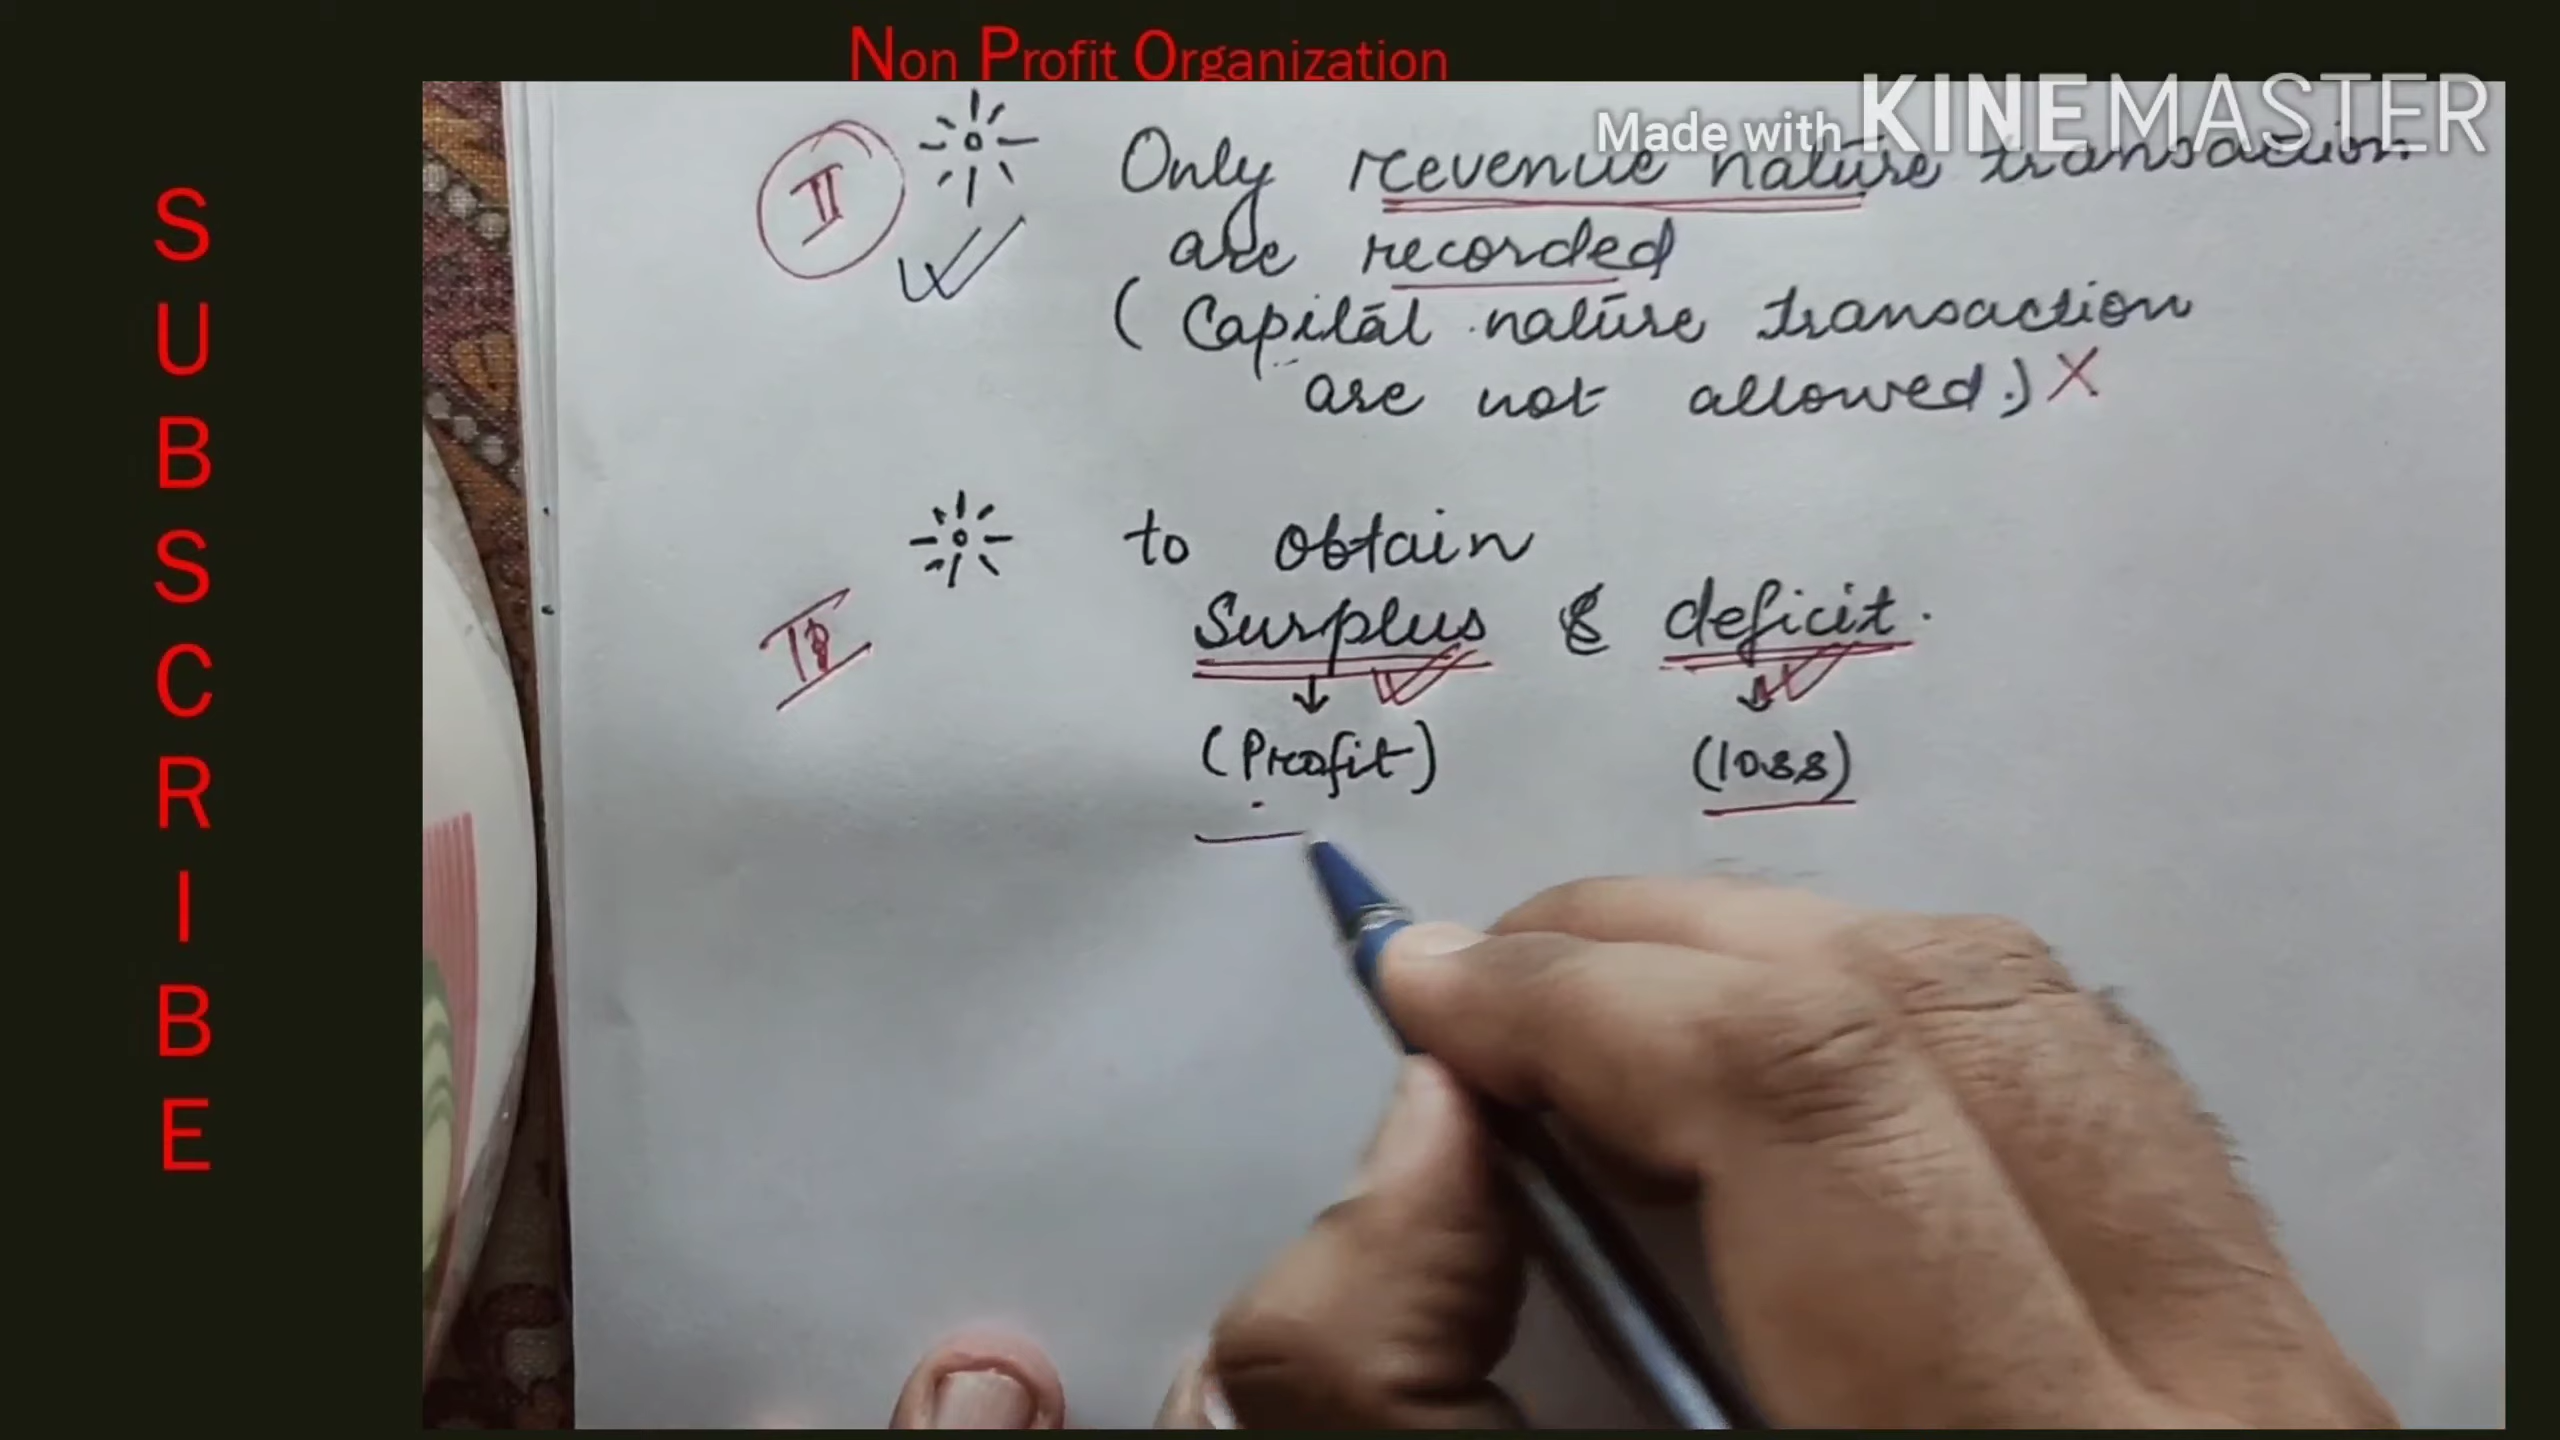 Non Profit Organization
Made with KINEMASTER
SUBSCRIBE
II Only revenue nature transaction
are recorded
(Capital nature transaction
are not allowed.) X
to obtain
Surplus & deficit.
(Profit) (loss)